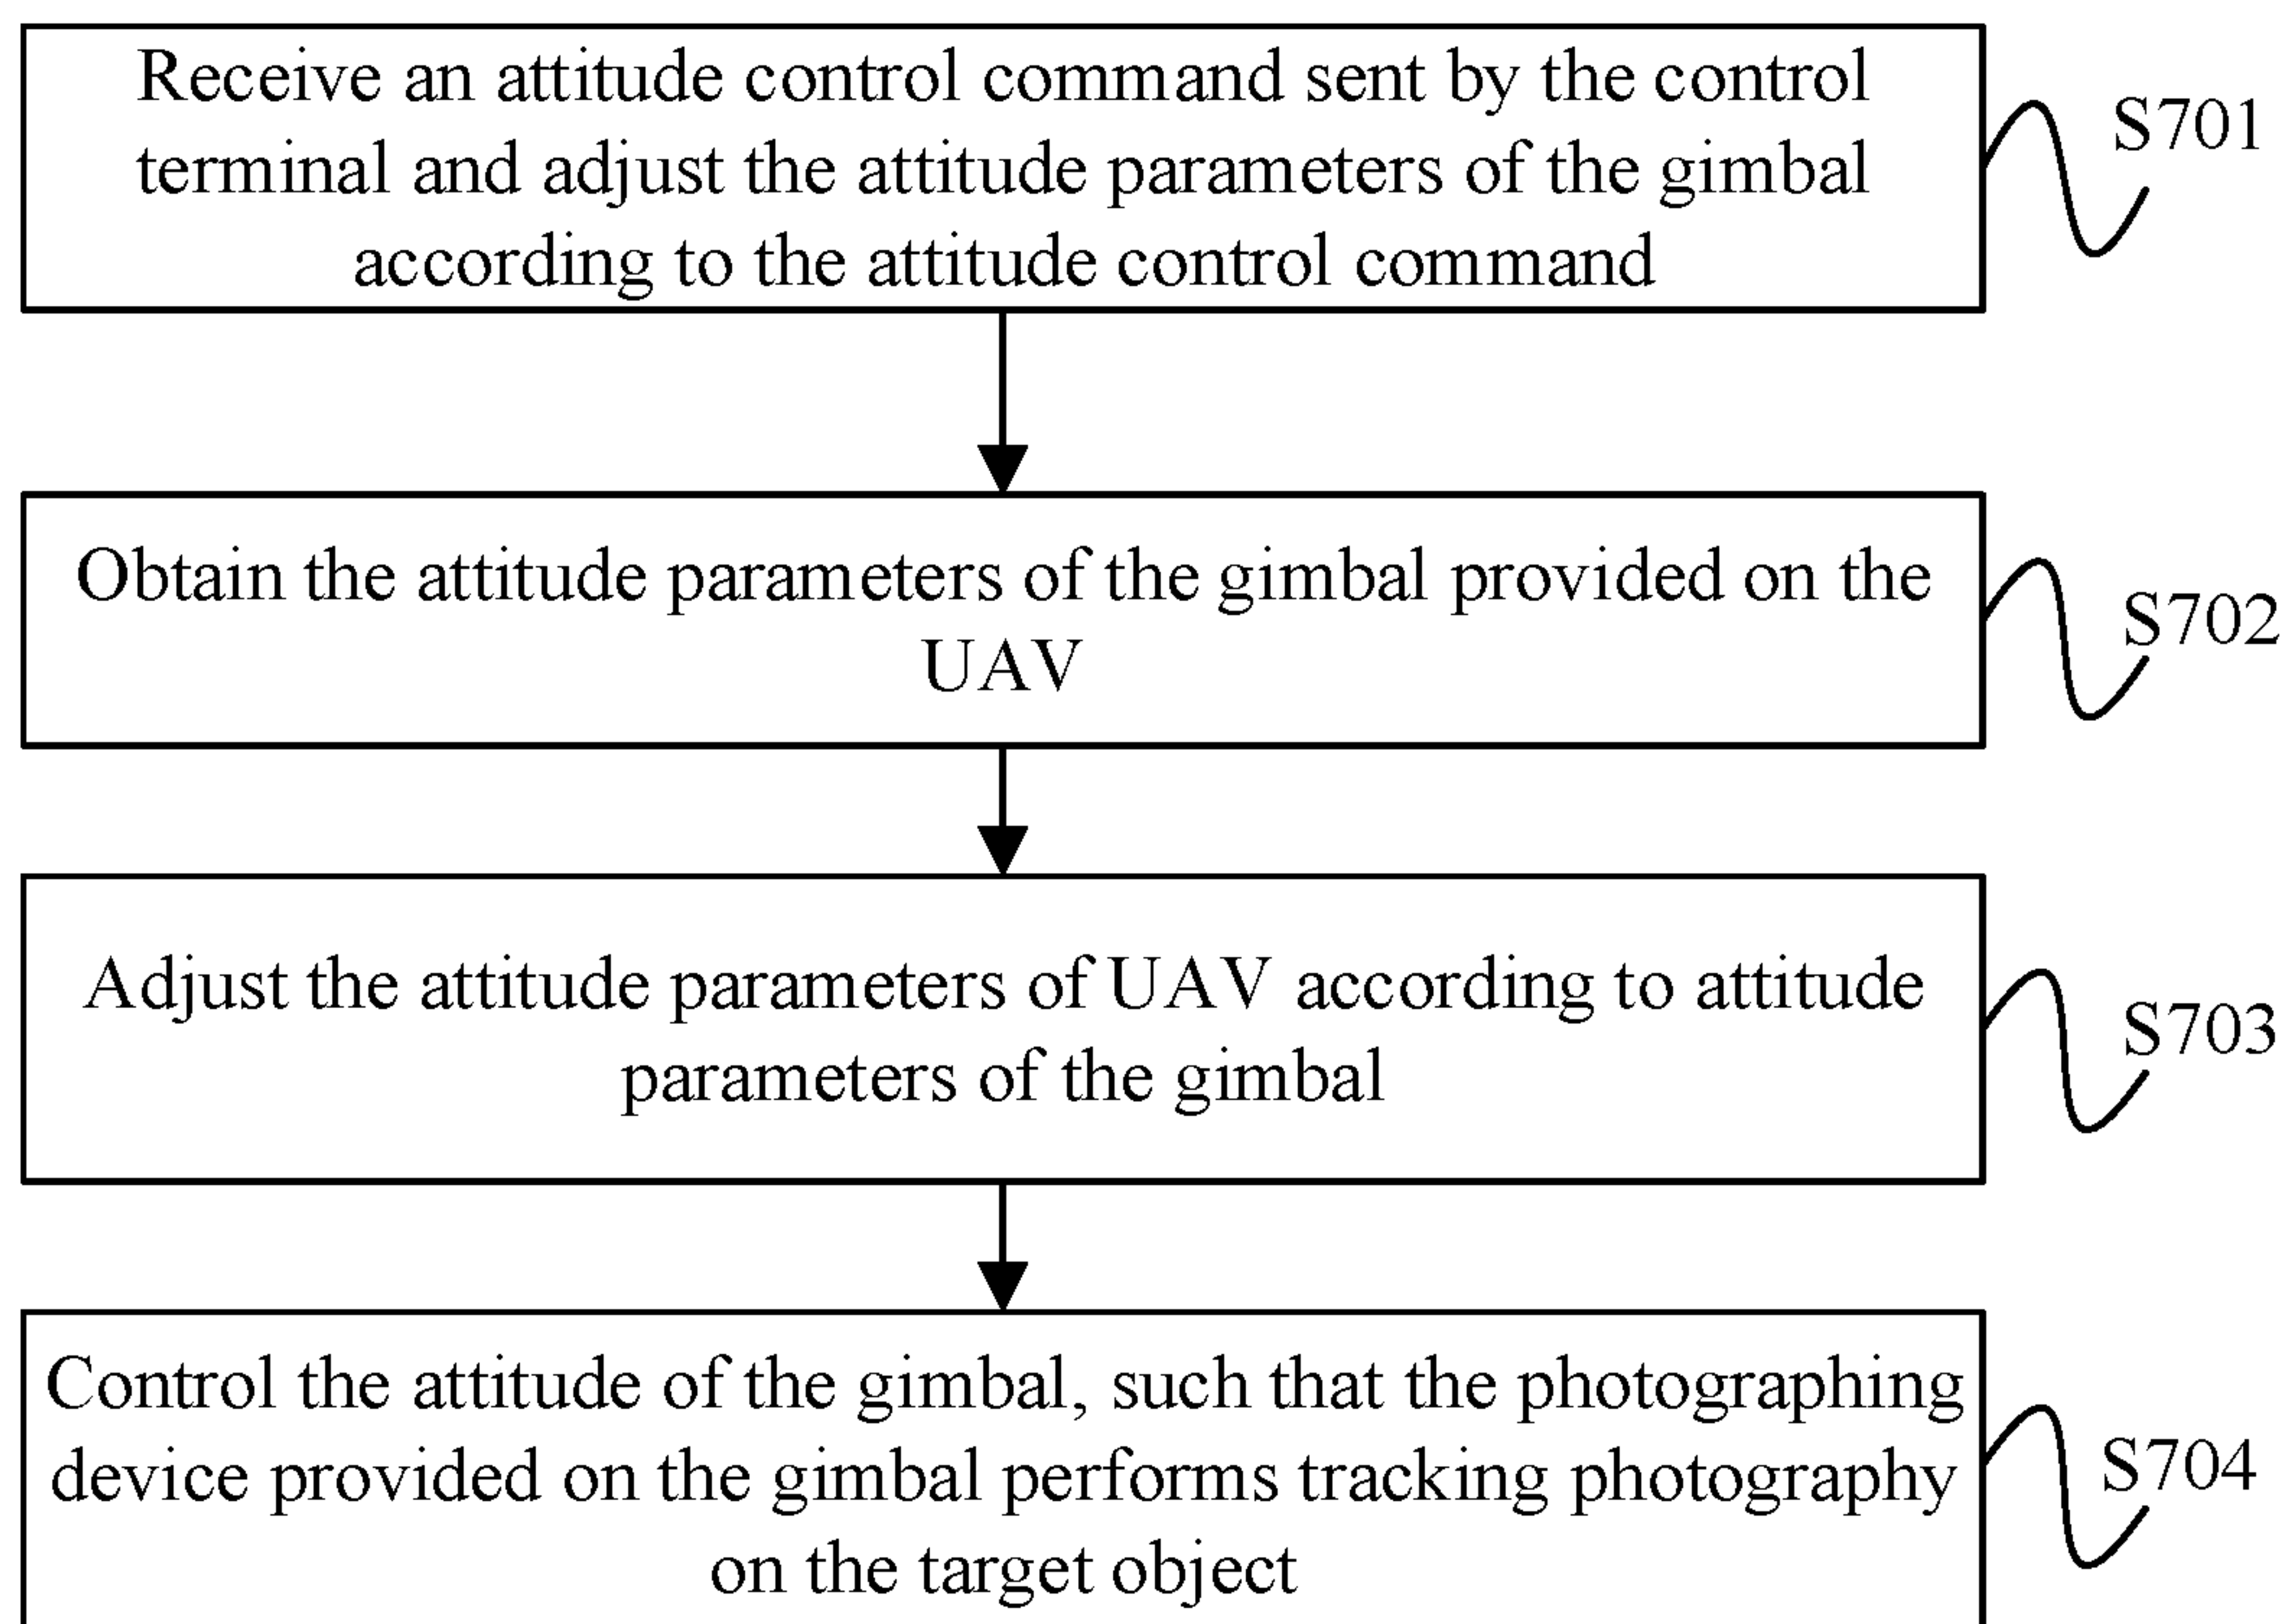 Receive an attitude control command sent by the control
terminal and adjust the attitude parameters of the gimbal
according to the attitude control command
S701
Obtain the attitude parameters of the gimbal provided on the
UAV
S702
Adjust the attitude parameters of UAV according to attitude
parameters of the gimbal
S703
Control the attitude of the gimbal, such that the photographing
device provided on the gimbal performs tracking photography
on the target object
S704